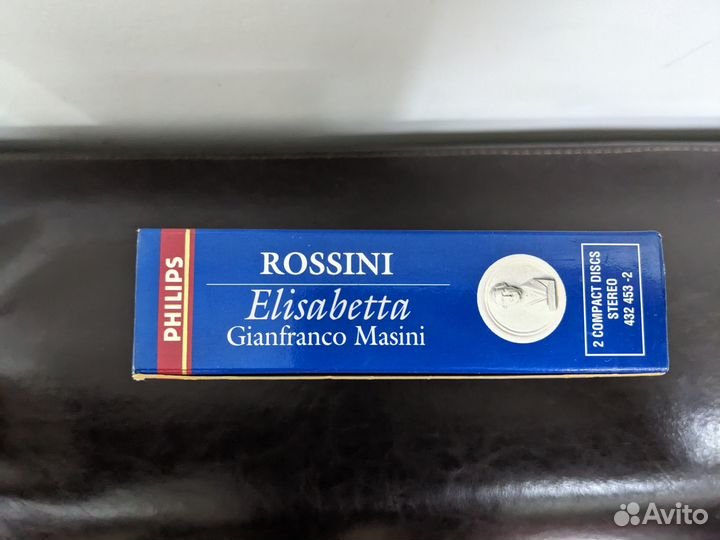 PHILIPS
ROSSINI
Elisabetta
Gianfranco Masini
2 COMPACT DISCS
STEREO
432 453 -2
Avito